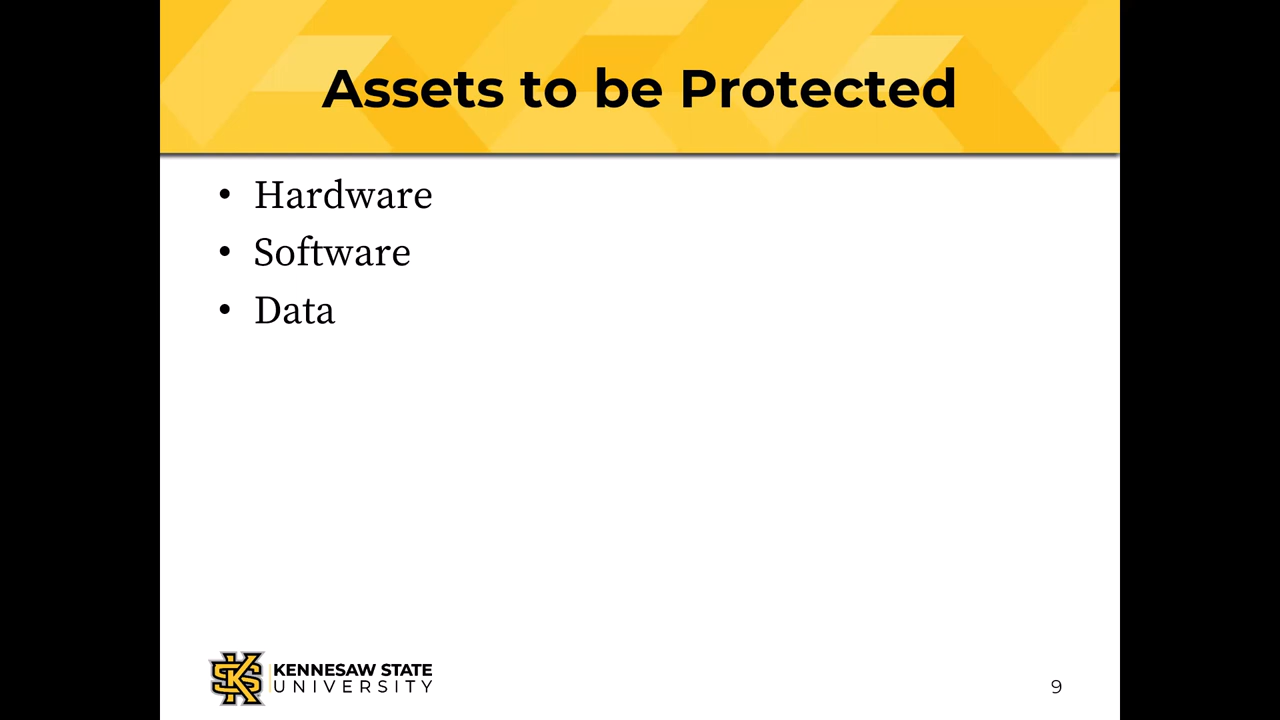 Assets to be Protected
• Hardware
• Software
• Data
KENNESAW STATE
UNIVERSITY
9